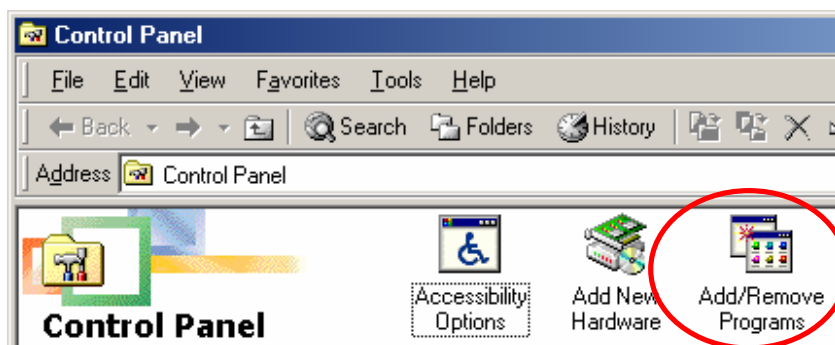 Control Panel
File Edit View Favorites Tools Help
Back Search Folders History
Address Control Panel
Accessibility Options
Add New Hardware
Add/Remove Programs
Control Panel